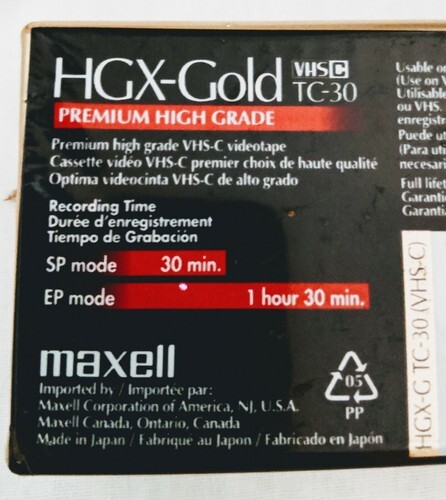 HGX-Gold VHS C TC-30
PREMIUM HIGH GRADE
Premium high grade VHS-C videotape
Cassette vidéo VHS-C premier choix de haute qualité
Optima videocinta VHS-C de alto grado
Recording Time
Durée d'enregistrement
Tiempo de Grabación
SP mode 30 min.
EP mode 1 hour 30 min.
maxell
Imported by / Importée par:
Maxell Corporation of America, NJ, U.S.A.
Maxell Canada, Ontario, Canada
Made in Japan / Fabriqué au Japon / Fabricado en Japón
05
PP
Usable
(Use on
ou VHS.
Puede
(Para
Full
HGX-G TC-30 (VHS-C)